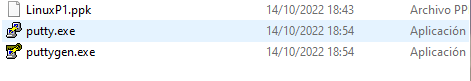 LinuxP1.ppk 14/10/2022 18:43 Archivo PP
putty.exe 14/10/2022 18:54 Aplicación
puttygen.exe 14/10/2022 18:54 Aplicación